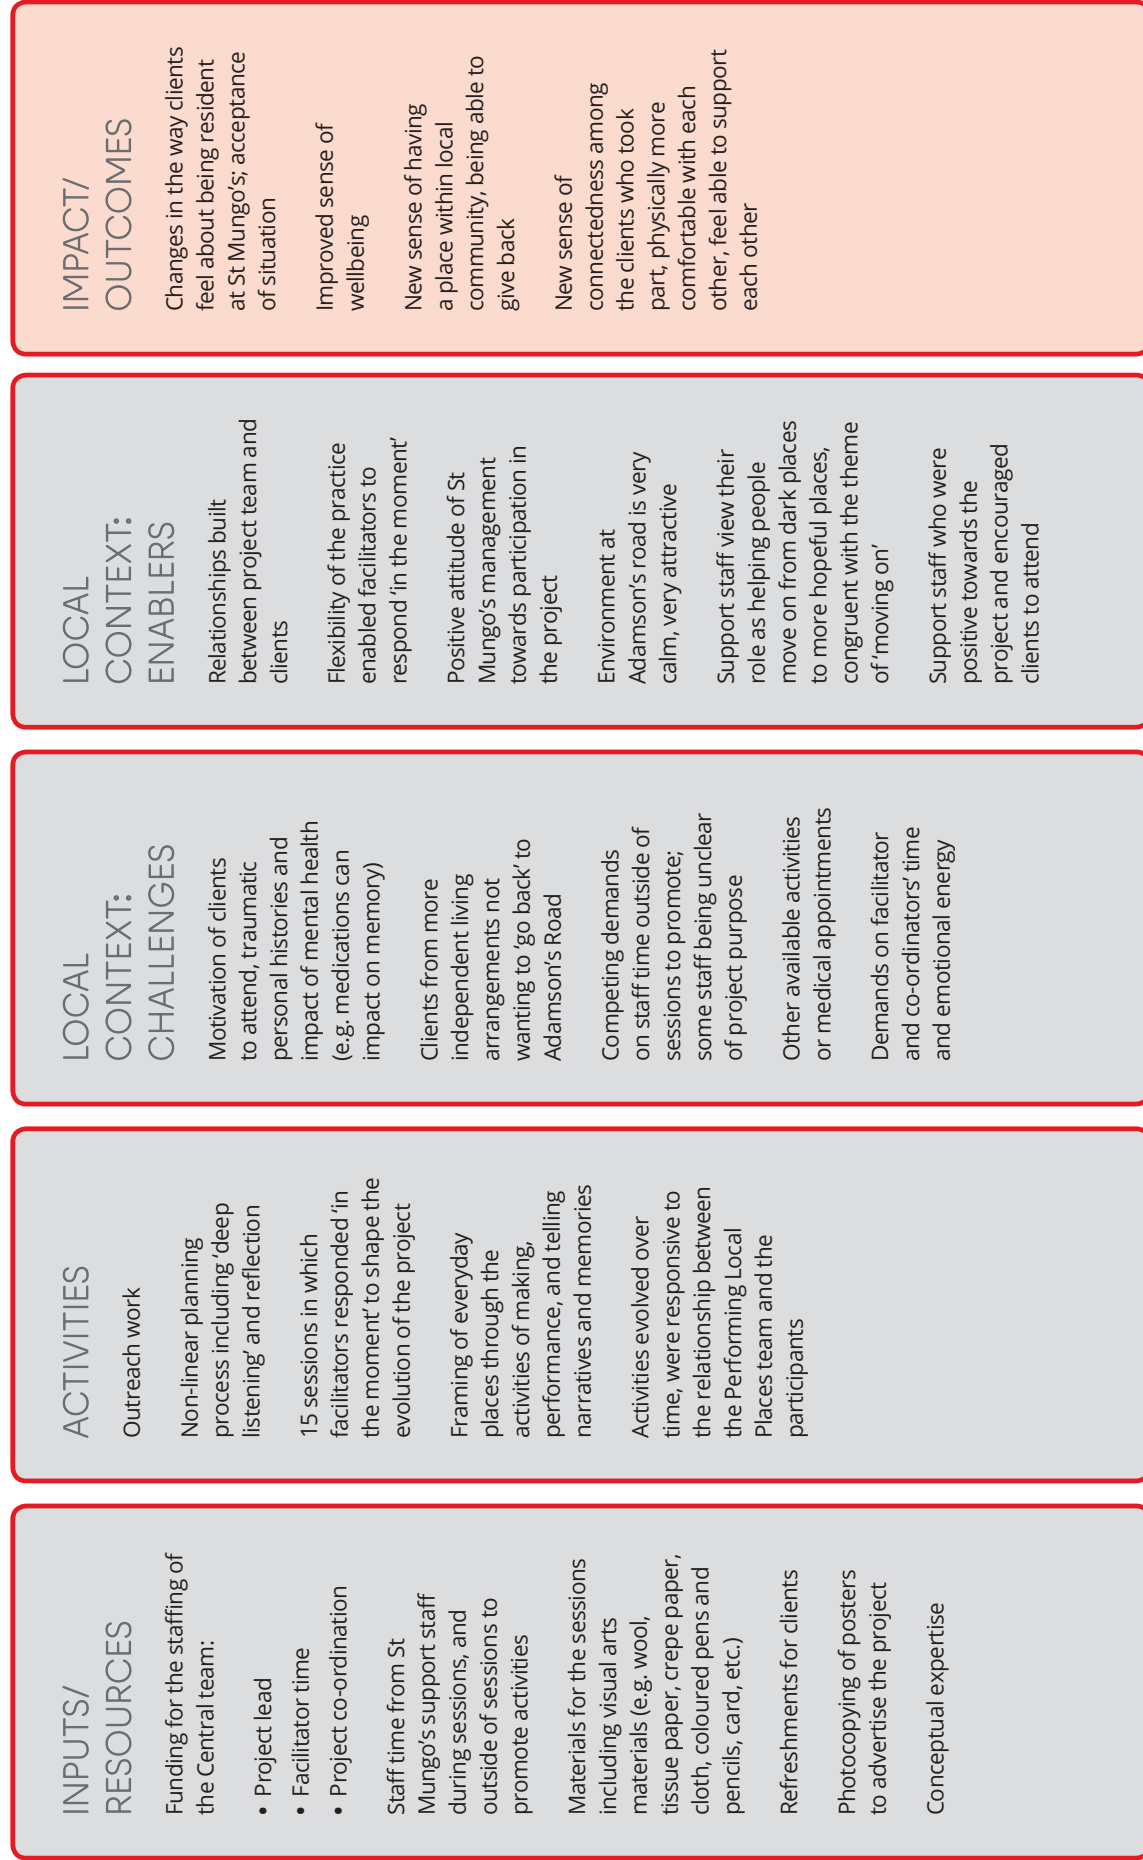 INPUTS/
RESOURCES
Funding for the staffing of
the Central team:
• Project lead
• Facilitator time
• Project co-ordination
Staff time from St
Mungo’s support staff
during sessions, and
outside of sessions to
promote activities
Materials for the sessions
including visual arts
materials (e.g. wool,
tissue paper, crepe paper,
cloth, coloured pens and
pencils, card, etc.)
Refreshments for clients
Photocopying of posters
to advertise the project
Conceptual expertise
ACTIVITIES
Outreach work
Non-linear planning
process including ‘deep
listening’ and reflection
15 sessions in which
facilitators responded ‘in
the moment’ to shape the
evolution of the project
Framing of everyday
places through the
activities of making,
performance, and telling
narratives and memories
Activities evolved over
time, were responsive to
the relationship between
the Performing Local
Places team and the
participants
LOCAL
CONTEXT:
CHALLENGES
Motivation of clients
to attend, traumatic
personal histories and
impact of mental health
(e.g. medications can
impact on memory)
Clients from more
independent living
arrangements not
wanting to ‘go back’ to
Adamson’s Road
Competing demands
on staff time outside of
sessions to promote;
some staff being unclear
of project purpose
Other available activities
or medical appointments
Demands on facilitator
and co-ordinators’ time
and emotional energy
LOCAL
CONTEXT:
ENABLERS
Relationships built
between project team and
clients
Flexibility of the practice
enabled facilitators to
respond ‘in the moment’
Positive attitude of St
Mungo’s management
towards participation in
the project
Environment at
Adamson’s road is very
calm, very attractive
Support staff view their
role as helping people
move on from dark places
to more hopeful places,
congruent with the theme
of ‘moving on’
Support staff who were
positive towards the
project and encouraged
clients to attend
IMPACT/
OUTCOMES
Changes in the way clients
feel about being resident
at St Mungo’s; acceptance
of situation
Improved sense of
wellbeing
New sense of having
a place within local
community, being able to
give back
New sense of
connectedness among
the clients who took
part, physically more
comfortable with each
other, feel able to support
each other